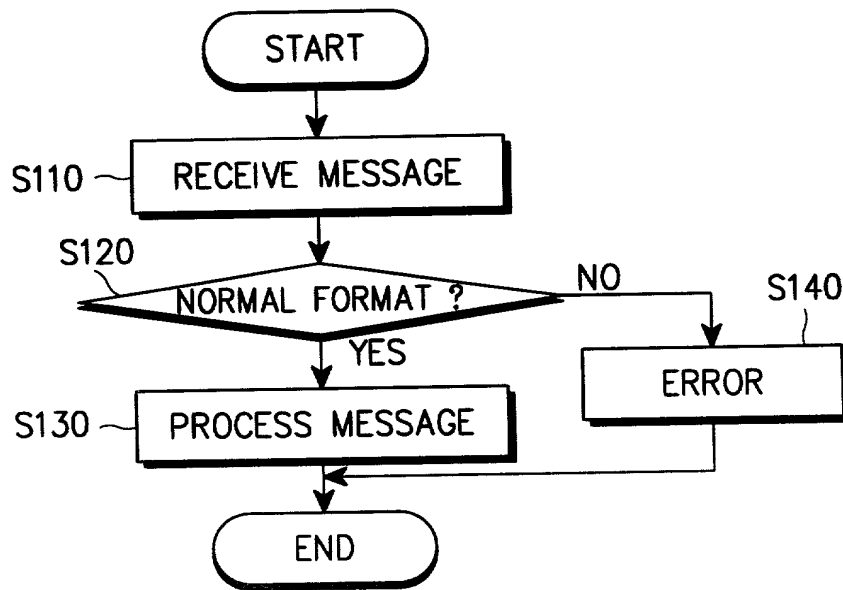 START
S110
RECEIVE MESSAGE
S120
NORMAL FORMAT ?
NO
S140
YES
ERROR
S130
PROCESS MESSAGE
END